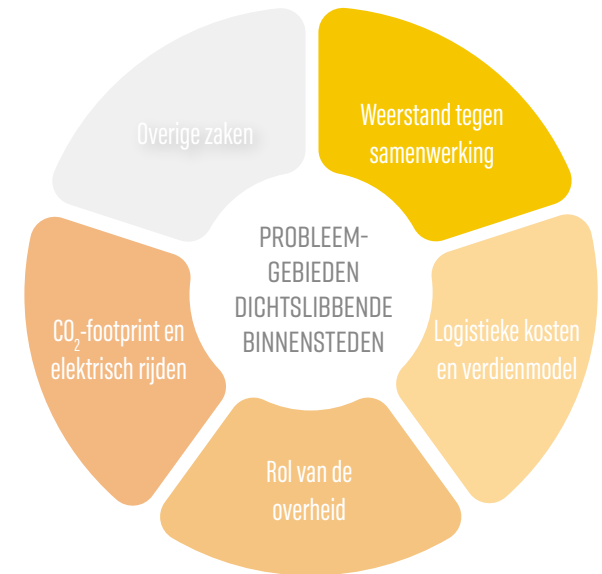 Overige zaken
Weerstand tegen
samenwerking
PROBLEEM-
GEBIEDEN
DICHTSLIBBENDE
BINNENSTEDEN
CO₂-footprint en
elektrisch rijden
Logistieke kosten
en verdienmodel
Rol van de
overheid